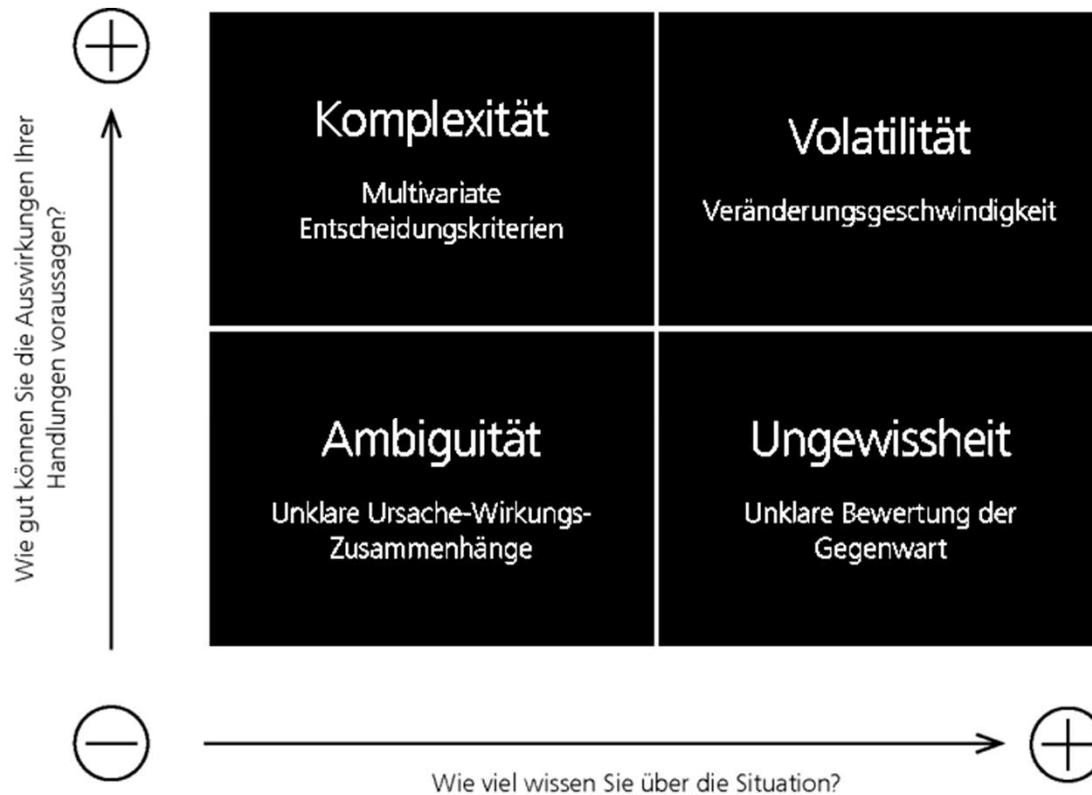 Wie gut können Sie die Auswirkungen Ihrer
Handlungen voraussagen?
Komplexität
Multivariate
Entscheidungskriterien
Volatilität
Veränderungsgeschwindigkeit
Ambiguität
Unklare Ursache-Wirkungs-
Zusammenhänge
Ungewissheit
Unklare Bewertung der
Gegenwart
Wie viel wissen Sie über die Situation?